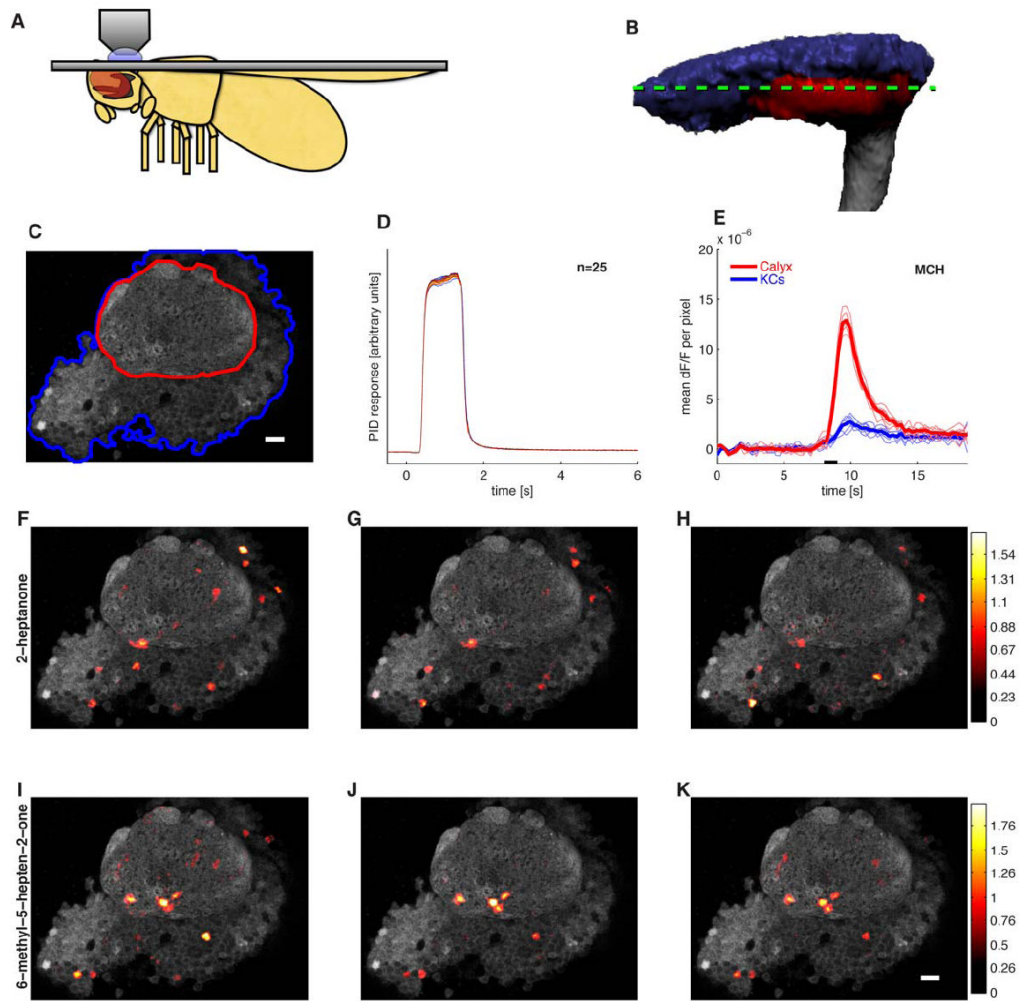 A
B
C
D
n=25
PID response [arbitrary units]
0 2 4 6
time [s]
E
x 10⁻⁶
MCH
Calyx
KCs
mean dF/F per pixel
20
15
10
5
0
0 5 10 15
time [s]
F
G
H
2−heptanone
1.54
1.31
1.1
0.88
0.67
0.44
0.23
0
I
J
K
6−methyl−5−hepten−2−one
1.76
1.5
1.26
1
0.76
0.5
0.26
0